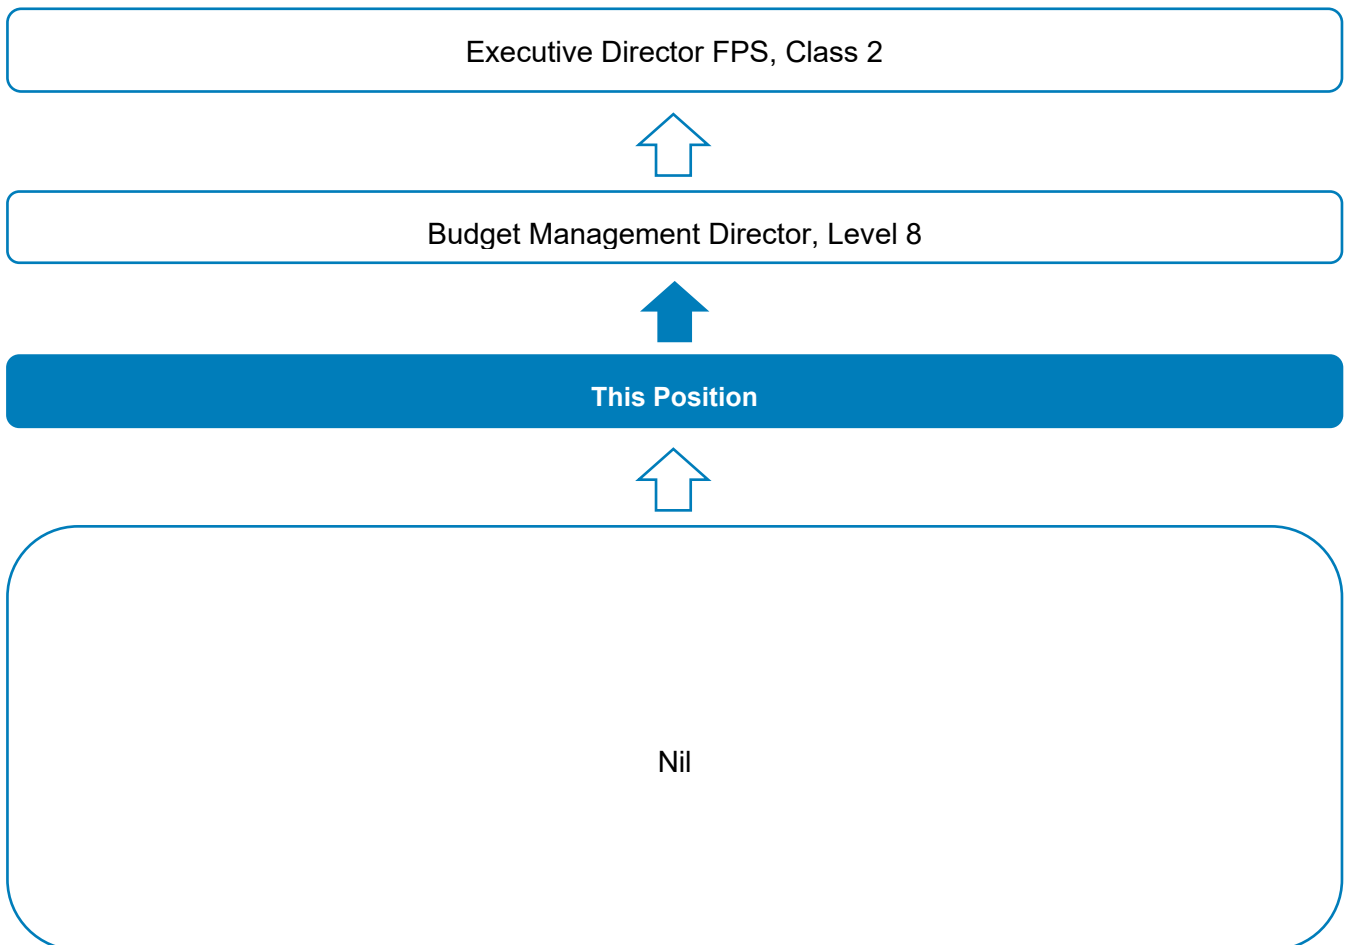 Executive Director FPS, Class 2
Budget Management Director, Level 8
This Position
Nil